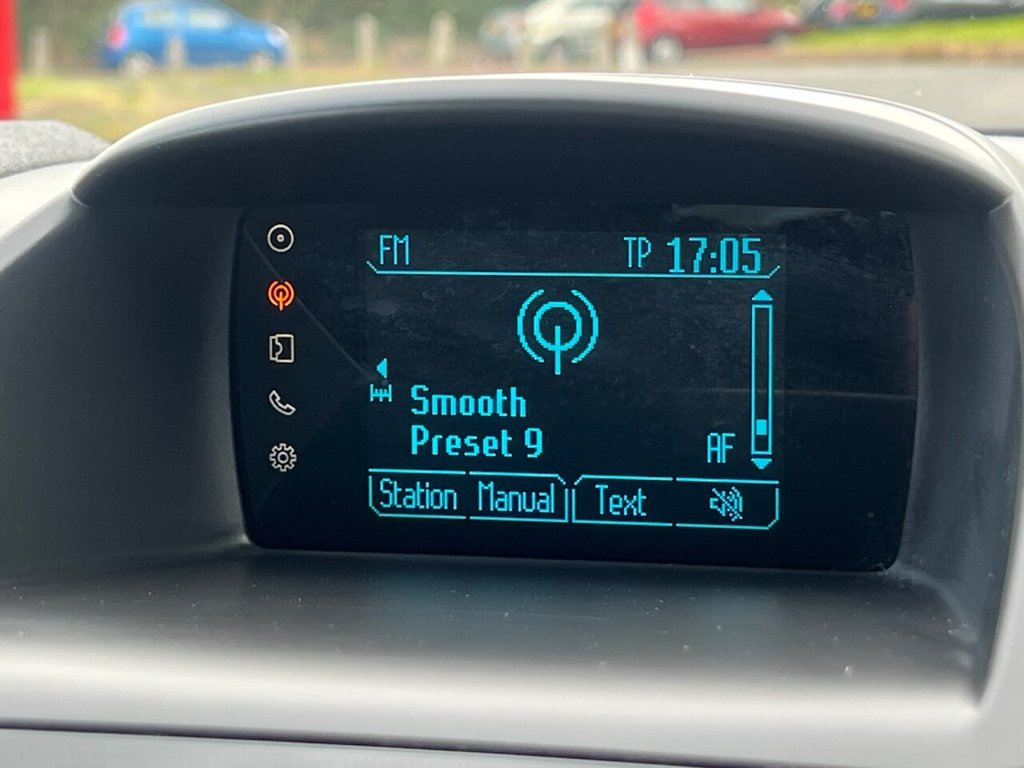 FM TP 17:05
Smooth
Preset 9 AF
Station Manual Text